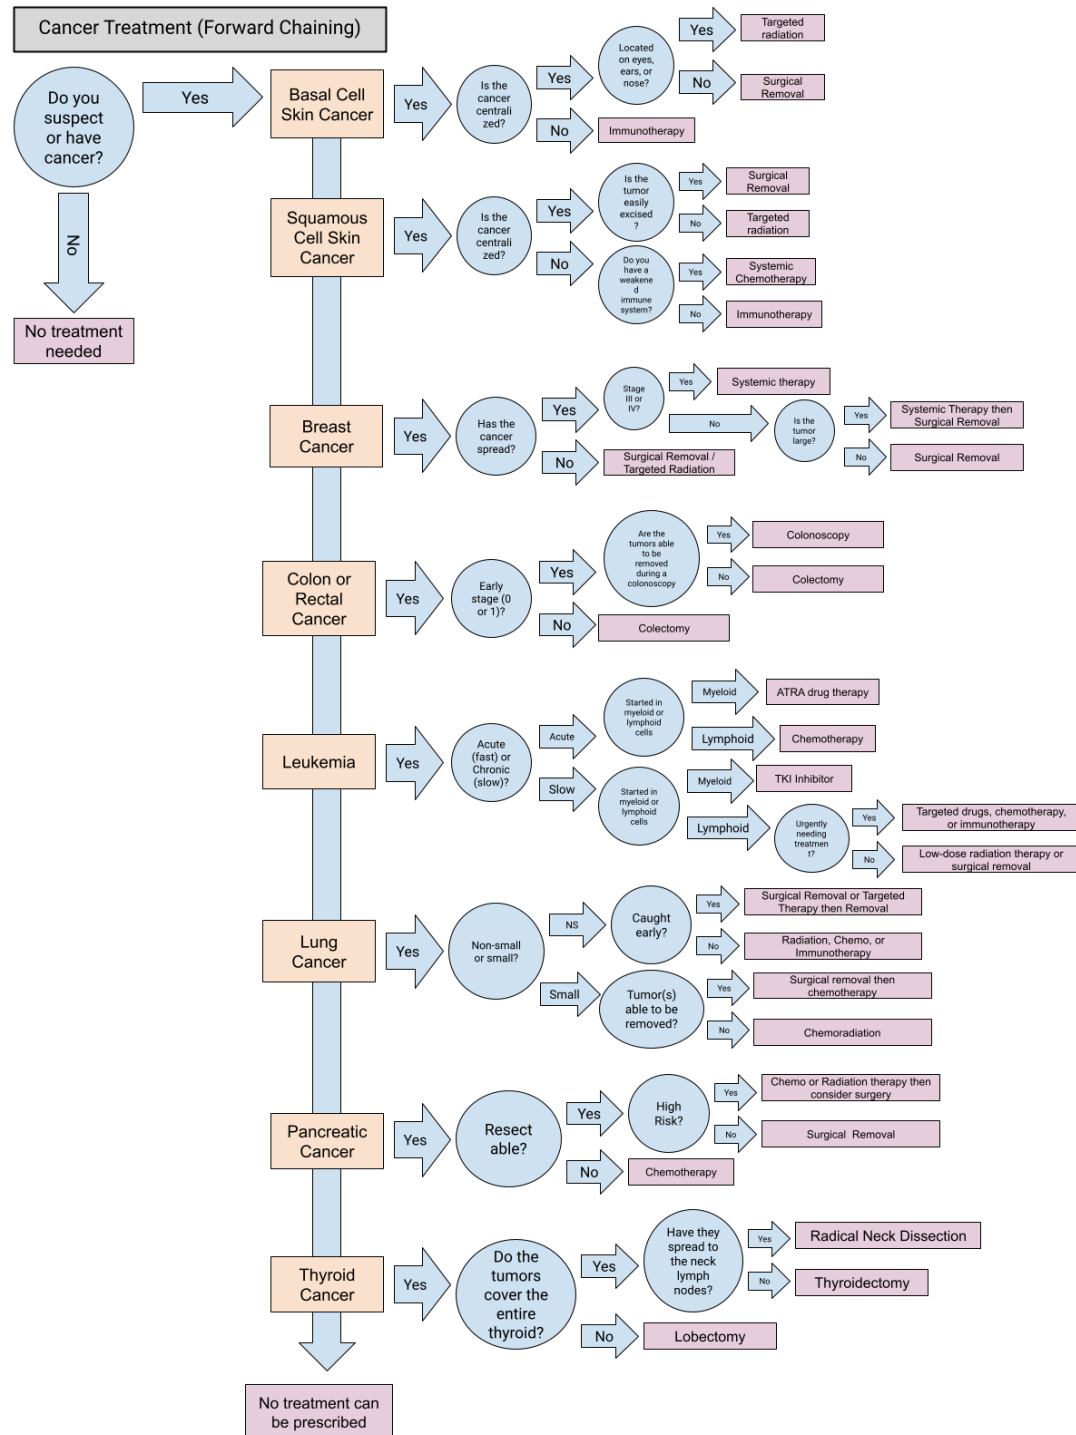 Cancer Treatment (Forward Chaining)
Do you
suspect
or have
cancer?
Yes
No
No treatment
needed
Basal Cell
Skin Cancer
Yes
Is the
cancer
centrali
zed?
Yes
Located
on eyes,
ears, or
nose?
Yes
Targeted
radiation
No
Surgical
Removal
No
Immunotherapy
Squamous
Cell Skin
Cancer
Yes
Is the
cancer
centrali
zed?
Yes
Is the
tumor
easily
excised
?
Yes
Surgical
Removal
No
Targeted
radiation
No
Do you
have a
weakene
d
immune
system?
Yes
Systemic
Chemotherapy
No
Immunotherapy
Breast
Cancer
Yes
Has the
cancer
spread?
Yes
Stage
III or
IV?
Yes
Systemic therapy
No
Is the
tumor
large?
Yes
Systemic Therapy then
Surgical Removal
No
Surgical Removal
No
Surgical Removal /
Targeted Radiation
Colon or
Rectal
Cancer
Yes
Early
stage (0
or 1)?
Yes
Are the
tumors able
to be
removed
during a
colonoscopy
Yes
Colonoscopy
No
Colectomy
No
Colectomy
Leukemia
Yes
Acute
(fast) or
Chronic
(slow)?
Acute
Started in
myeloid or
lymphoid
cells
Myeloid
ATRA drug therapy
Lymphoid
Chemotherapy
Slow
Started in
myeloid or
lymphoid
cells
Myeloid
TKI Inhibitor
Lymphoid
Urgently
needing
treatmen
t?
Yes
Targeted drugs, chemotherapy,
or immunotherapy
No
Low-dose radiation therapy or
surgical removal
Lung
Cancer
Yes
Non-small
or small?
NS
Caught
early?
Yes
Surgical Removal or Targeted
Therapy then Removal
No
Radiation, Chemo, or
Immunotherapy
Small
Tumor(s)
able to be
removed?
Yes
Surgical removal then
chemotherapy
No
Chemoradiation
Pancreatic
Cancer
Yes
Resect
able?
Yes
High
Risk?
Yes
Chemo or Radiation therapy then
consider surgery
No
Surgical Removal
No
Chemotherapy
Thyroid
Cancer
Yes
Do the
tumors
cover the
entire
thyroid?
Yes
Have they
spread to
the neck
lymph
nodes?
Yes
Radical Neck Dissection
No
Thyroidectomy
No
Lobectomy
No treatment can
be prescribed